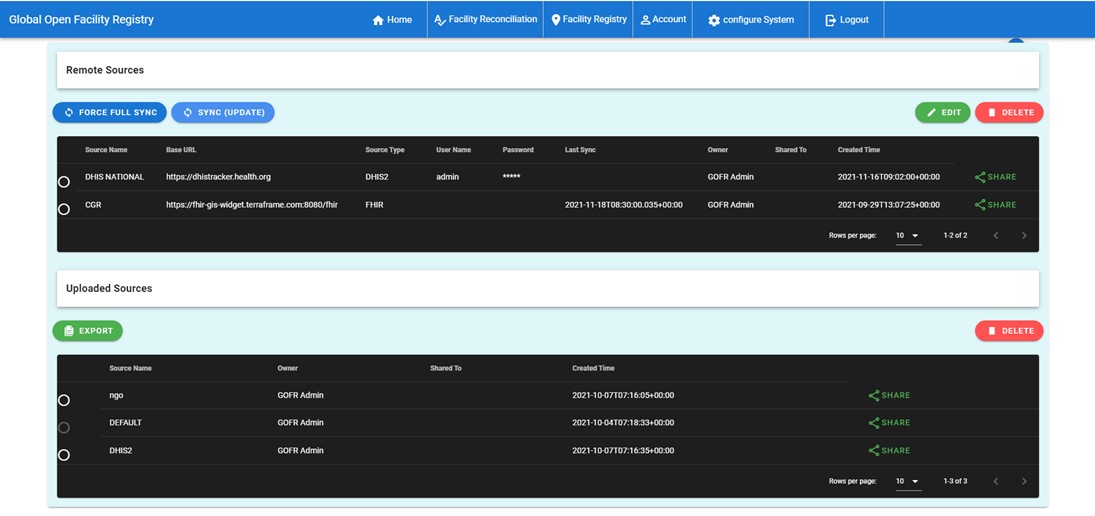 Global Open Facility Registry Home Facility Reconciliation Facility Registry Account configure System Logout
Remote Sources
FORCE FULL SYNC SYNC (UPDATE) EDIT DELETE
Source Name Base URL Source Type User Name Password Last Sync Owner Shared To Created Time
DHIS NATIONAL https://dhistracker.health.org DHIS2 admin ***** GOFR Admin 2021-11-16T09:02:00+00:00 SHARE
CGR https://fhir-gis-widget.terraframe.com:8080/fhir FHIR 2021-11-18T08:30:00.035+00:00 GOFR Admin 2021-09-29T13:07:25+00:00 SHARE
Rows per page: 10 1-2 of 2
Uploaded Sources
EXPORT DELETE
Source Name Owner Shared To Created Time
ngo GOFR Admin 2021-10-07T07:16:05+00:00 SHARE
DEFAULT GOFR Admin 2021-10-04T07:18:33+00:00 SHARE
DHIS2 GOFR Admin 2021-10-07T07:16:35+00:00 SHARE
Rows per page: 10 1-3 of 3